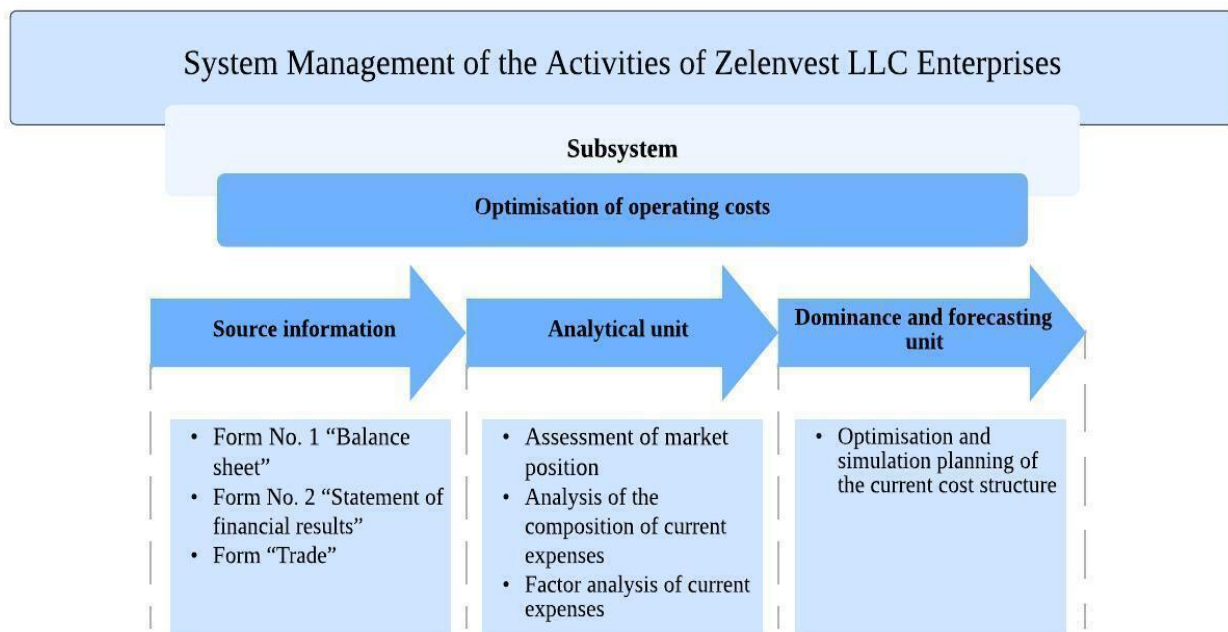 System Management of the Activities of Zelenvest LLC Enterprises
Subsystem
Optimisation of operating costs
Source information
Analytical unit
Dominance and forecasting
unit
• Form No. 1 “Balance
sheet”
• Form No. 2 “Statement of
financial results”
• Form “Trade”
• Assessment of market
position
• Analysis of the
composition of current
expenses
• Factor analysis of current
expenses
• Optimisation and
simulation planning of
the current cost structure